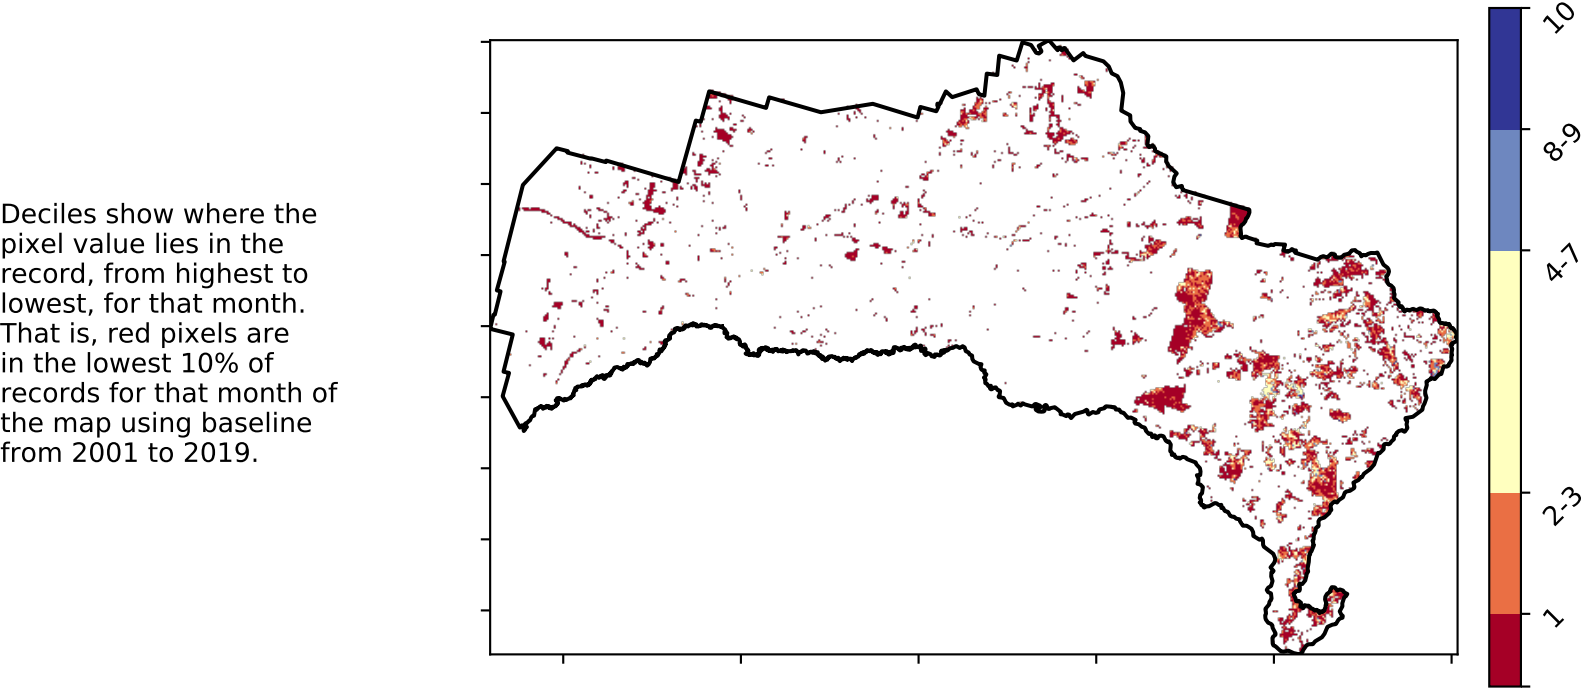 Deciles show where the
pixel value lies in the
record, from highest to
lowest, for that month.
That is, red pixels are
in the lowest 10% of
records for that month of
the map using baseline
from 2001 to 2019.
10
8-9
4-7
2-3
1